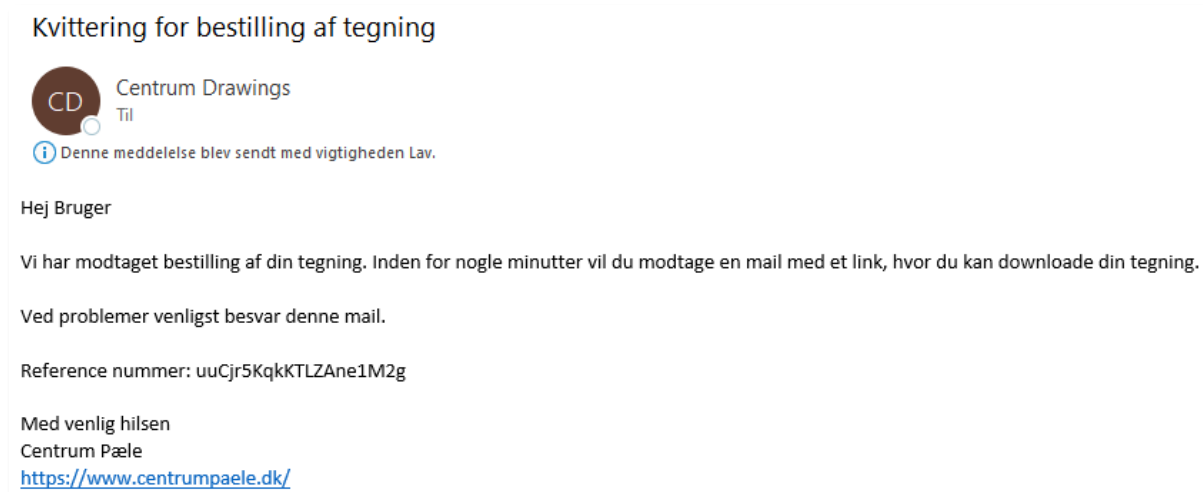 Kvittering for bestilling af tegning
CD
Centrum Drawings
Til
Denne meddelelse blev sendt med vigtigheden Lav.
Hej Bruger
Vi har modtaget bestilling af din tegning. Inden for nogle minutter vil du modtage en mail med et link, hvor du kan downloade din tegning.
Ved problemer venligst besvar denne mail.
Reference nummer: uuCjr5KqkKTLZAne1M2g
Med venlig hilsen
Centrum Pæle
https://www.centrumpaele.dk/